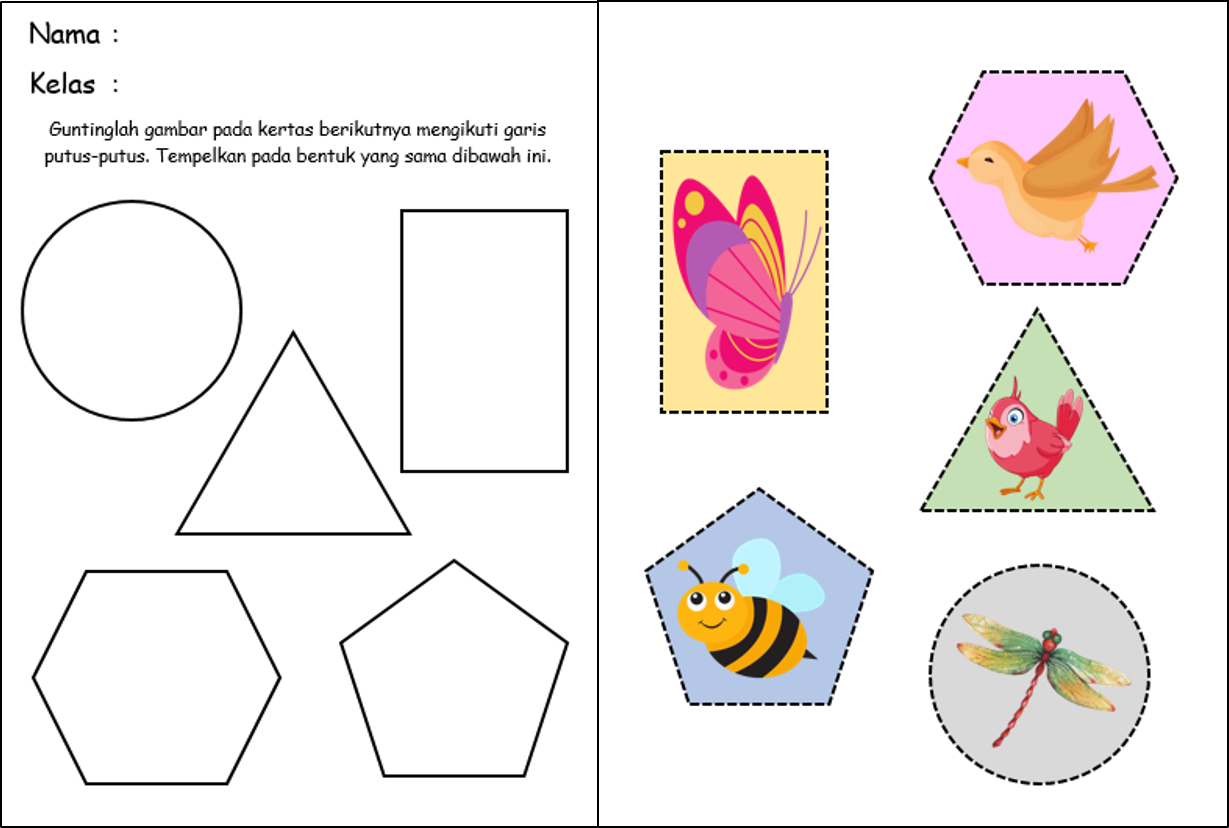 Nama :
Kelas :
Guntinglah gambar pada kertas berikutnya mengikuti garis
putus-putus. Tempelkan pada bentuk yang sama dibawah ini.